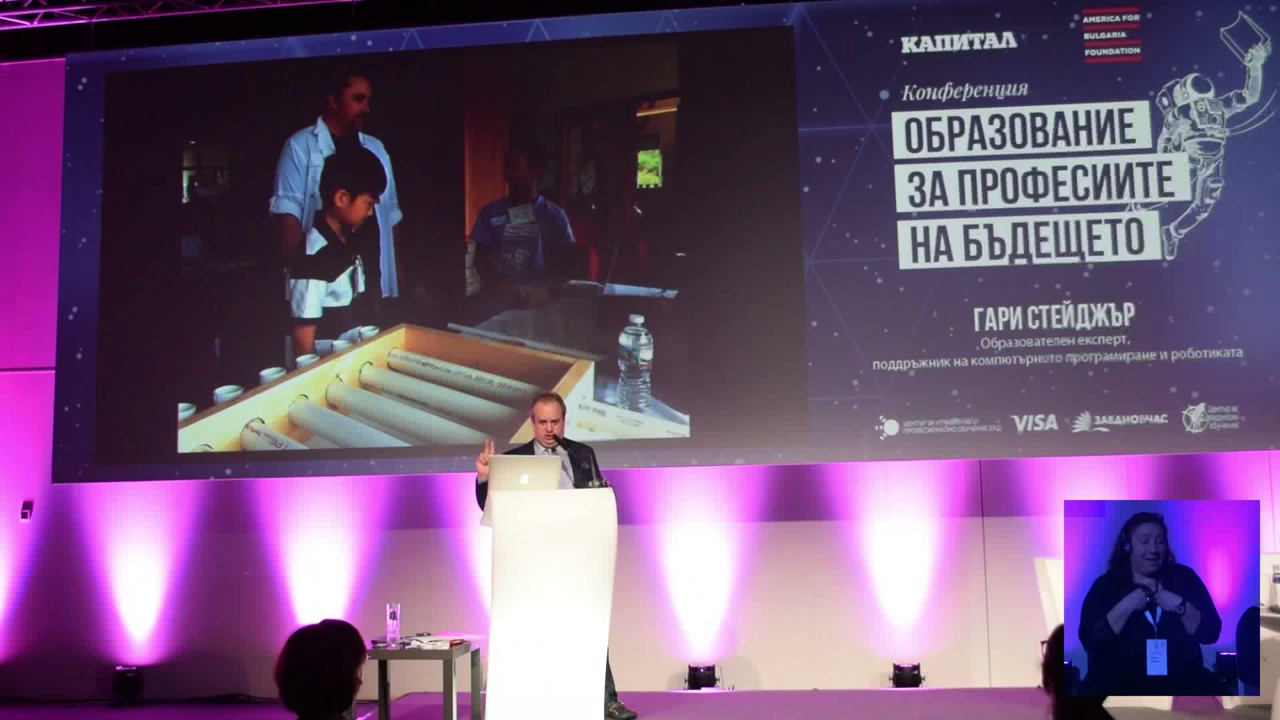 КАПИТАЛ
AMERICA FOR
BULGARIA
FOUNDATION
Конференция
ОБРАЗОВАНИЕ
ЗА ПРОФЕСИИТЕ
НА БЪДЕЩЕТО
ГАРИ СТЕЙДЖЪР
Образователен експерт,
поддръжник на компютърното програмиране и роботиката
VISA
ЗАЕДНОЧАС